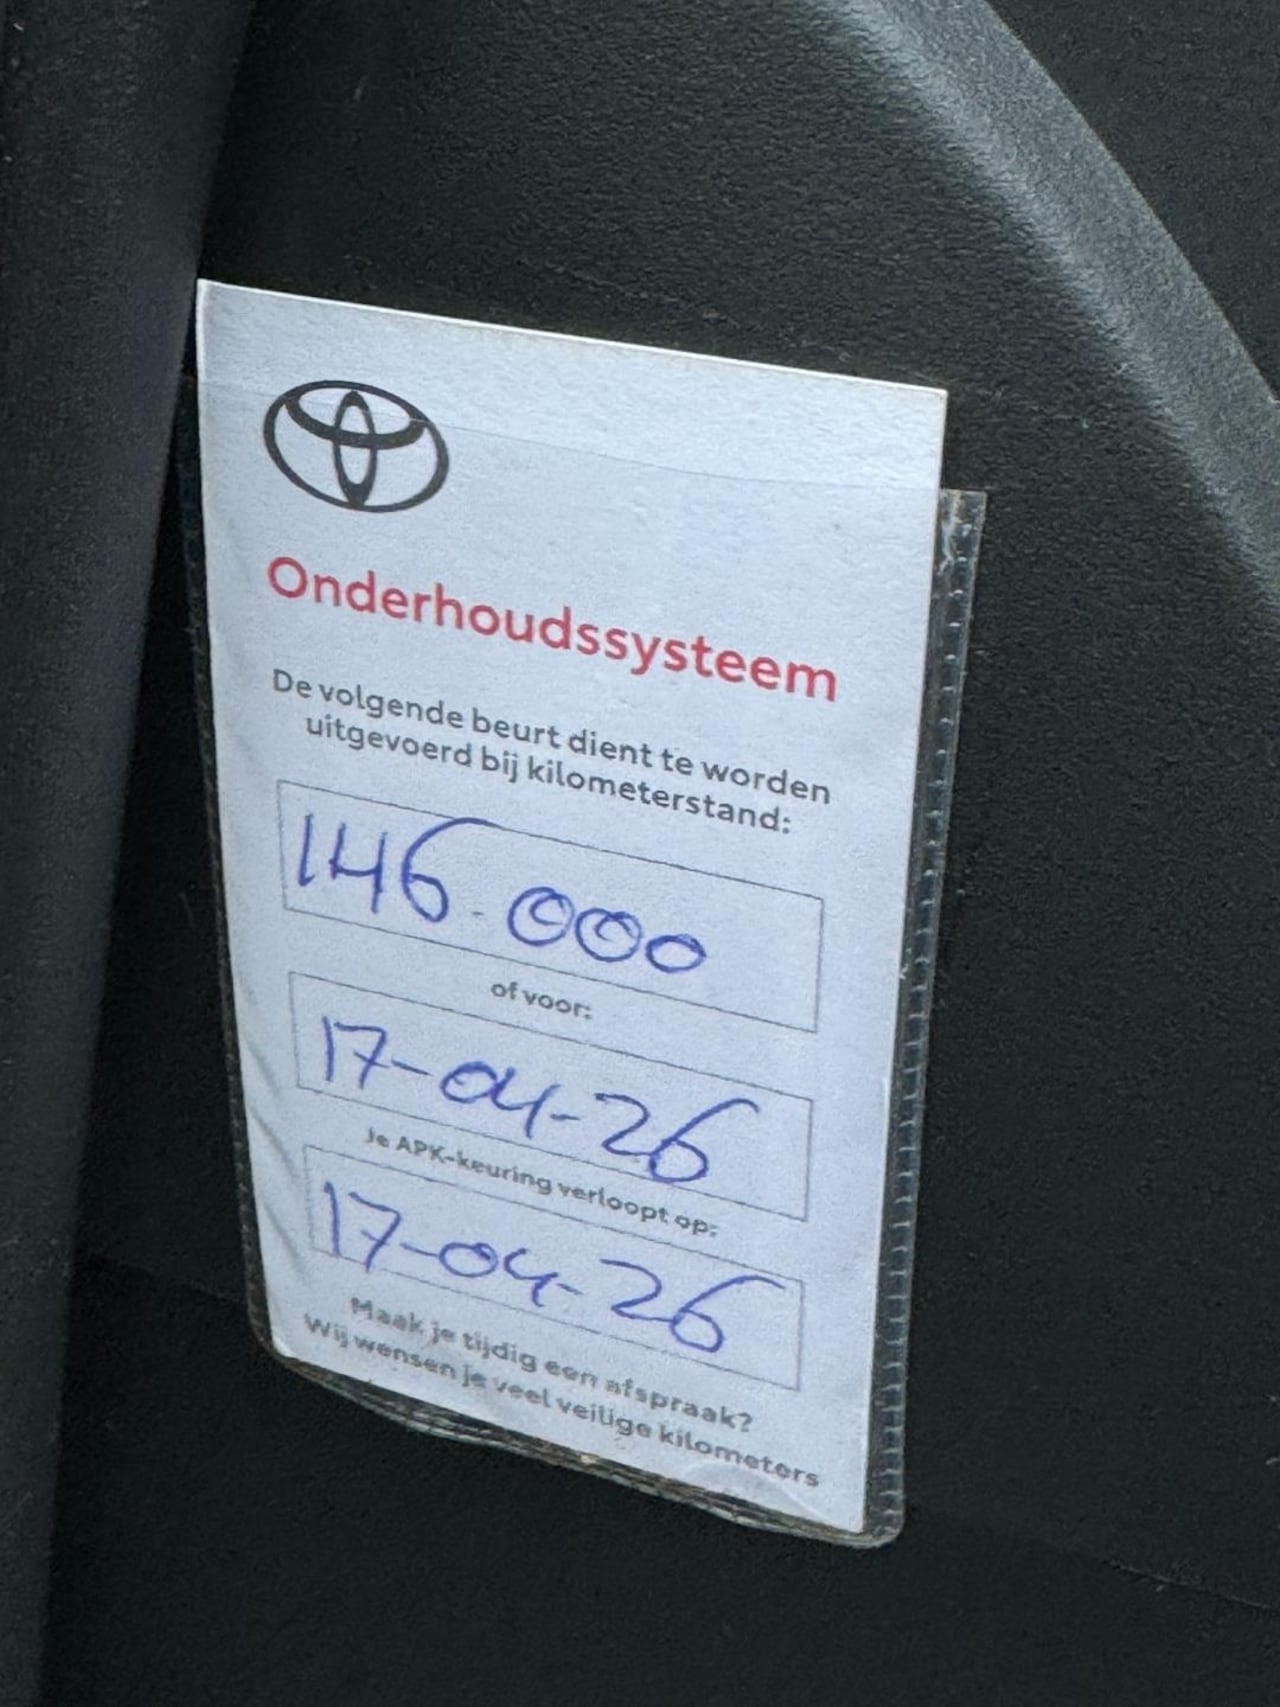 Onderhoudssysteem
De volgende beurt dient te worden
uitgevoerd bij kilometerstand:
146.000
of voor:
17-04-26
Je APK-keuring verloopt op:
17-04-26
Maak je tijdig een afspraak?
Wij wensen je veel veilige kilometers